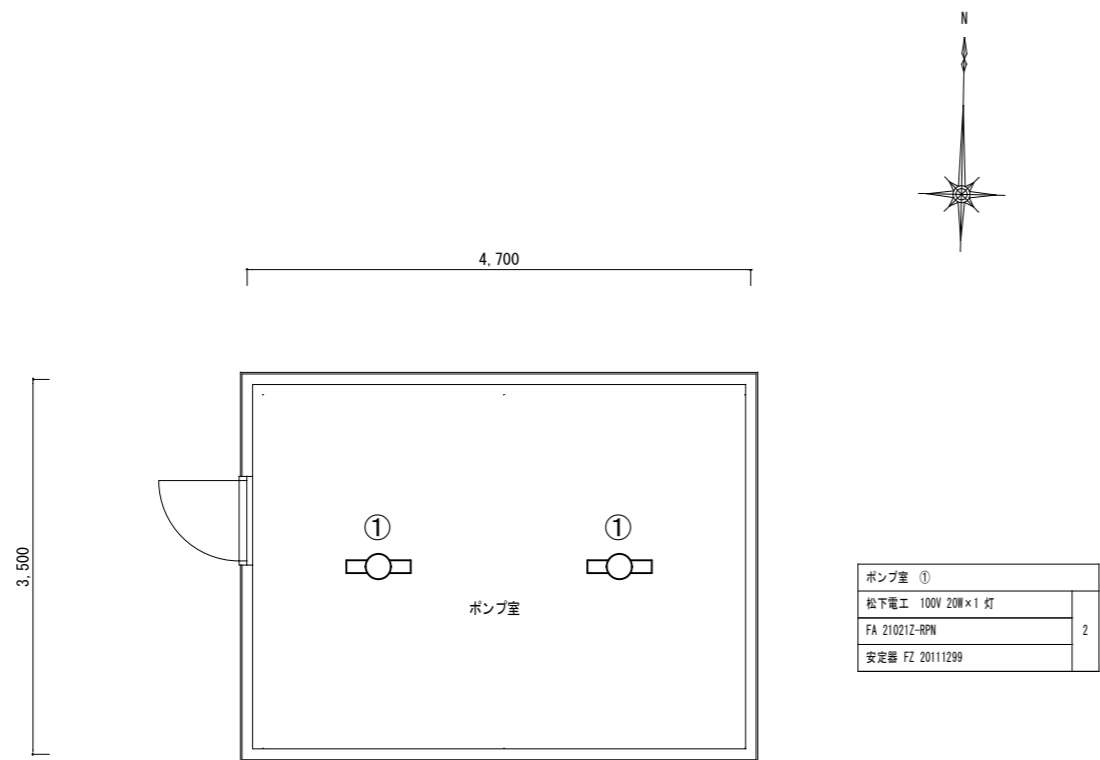 N
4,700
3,500
①
①
ポンプ室
ポンプ室 ①
松下電工 100V 20W×1 灯
FA 21021Z-RPN
2
安定器 FZ 20111299